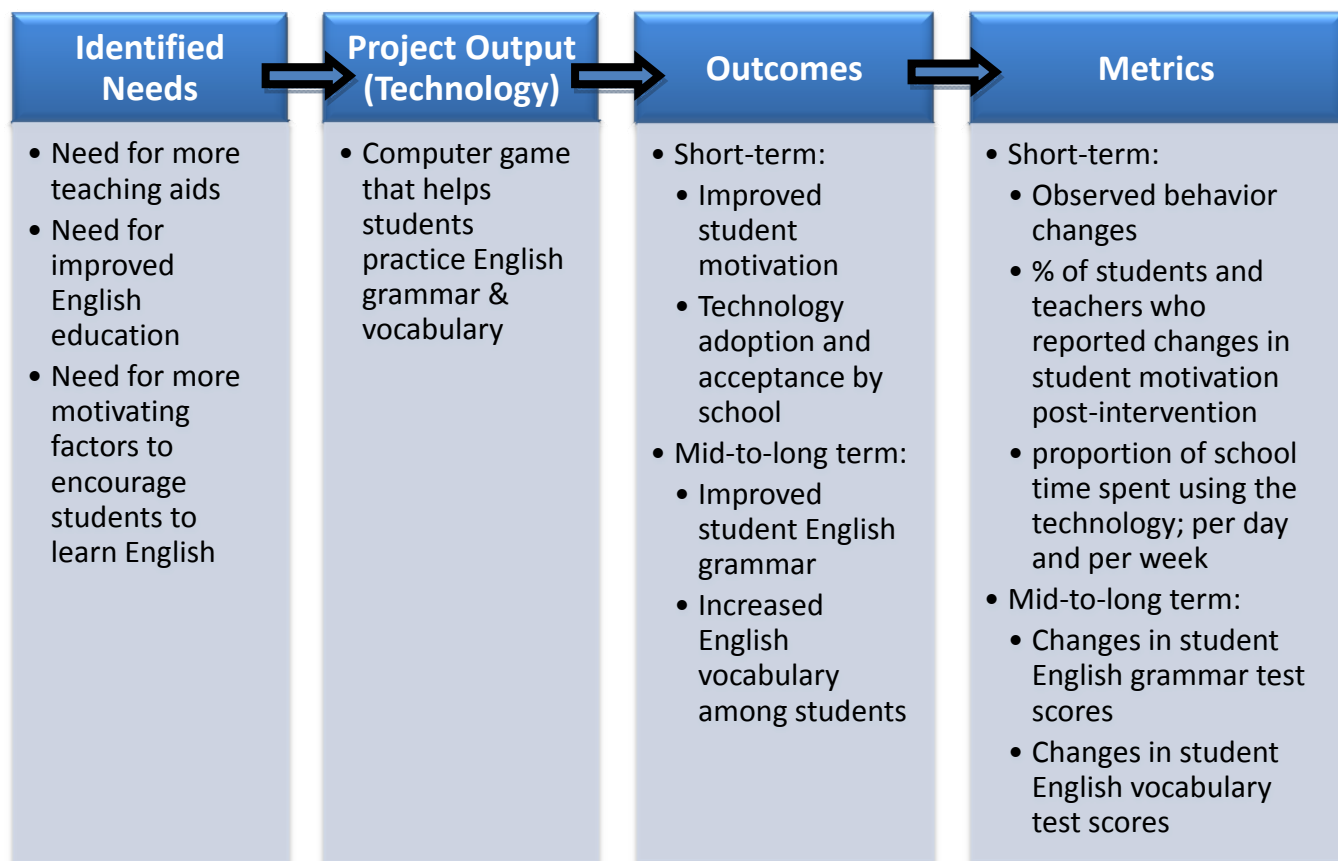 Identified
Needs
Project Output
(Technology)
Outcomes
Metrics
• Need for more
teaching aids
• Need for
improved
English
education
• Need for more
motivating
factors to
encourage
students to
learn English
• Computer game
that helps
students
practice English
grammar &
vocabulary
• Short-term:
• Improved
student
motivation
• Technology
adoption and
acceptance by
school
• Mid-to-long term:
• Improved
student English
grammar
• Increased
English
vocabulary
among students
• Short-term:
• Observed behavior
changes
• % of students and
teachers who
reported changes in
student motivation
post-intervention
• proportion of school
time spent using the
technology; per day
and per week
• Mid-to-long term:
• Changes in student
English grammar test
scores
• Changes in student
English vocabulary
test scores